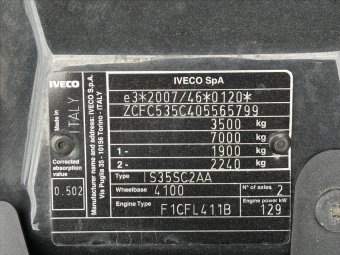 IVECO
Made in
ITALY
Corrected
absorption
value
0.502
Manufacturer name and address: IVECO S.p.A.
Via Puglia 35 - 10156 Torino - ITALY
IVECO SpA
e3*2007/46*0120*
ZCFC535C405565799
3500 kg
7000 kg
1- 1900 kg
2- 2240 kg
Type IS35SC2AA
Wheelbase 4100 N° of axles 2
Engine Type F1CFL411B Engine power kW 129